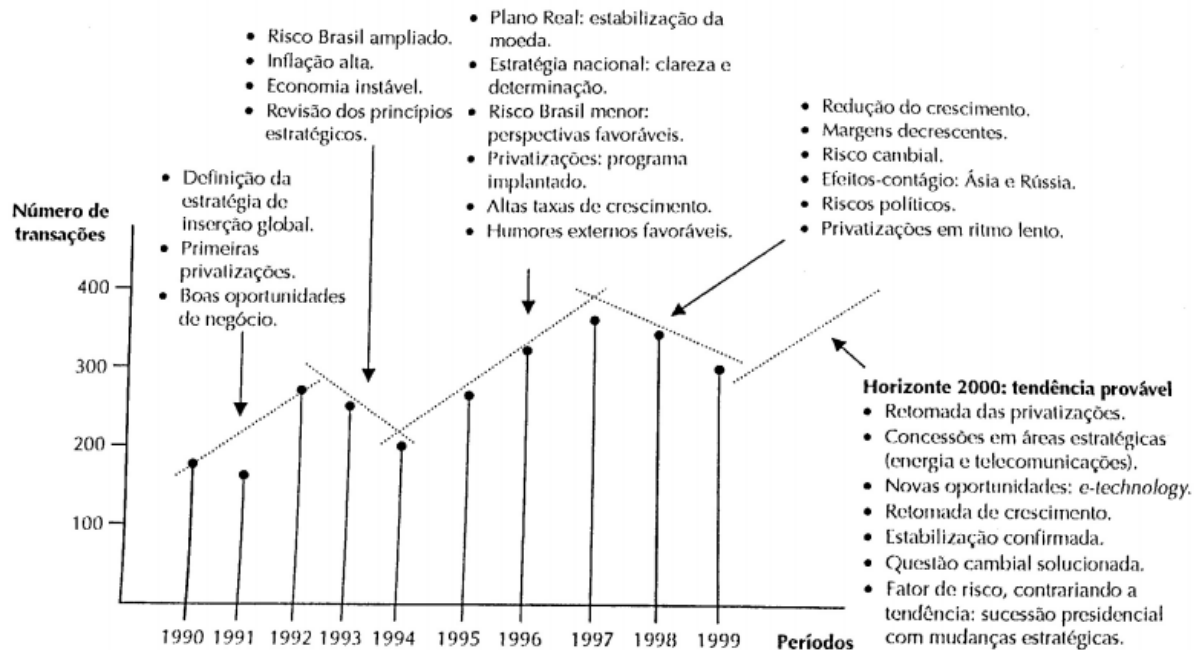 • Risco Brasil ampliado.
• Inflação alta.
• Economia instável.
• Revisão dos princípios
estratégicos.
• Plano Real: estabilização da
moeda.
• Estratégia nacional: clareza e
determinação.
• Risco Brasil menor:
perspectivas favoráveis.
• Privatizações: programa
implantado.
• Altas taxas de crescimento.
• Humores externos favoráveis.
• Redução do crescimento.
• Margens decrescentes.
• Risco cambial.
• Efeitos-contágio: Ásia e Rússia.
• Riscos políticos.
• Privatizações em ritmo lento.
• Definição da
estratégia de
inserção global.
• Primeiras
privatizações.
• Boas oportunidades
de negócio.
Número de
transações
400
300
200
100
1990 1991 1992 1993 1994 1995 1996 1997 1998 1999 Períodos
Horizonte 2000: tendência provável
• Retomada das privatizações.
• Concessões em áreas estratégicas
(energia e telecomunicações).
• Novas oportunidades: e-technology.
• Retomada de crescimento.
• Estabilização confirmada.
• Questão cambial solucionada.
• Fator de risco, contrariando a
tendência: sucessão presidencial
com mudanças estratégicas.